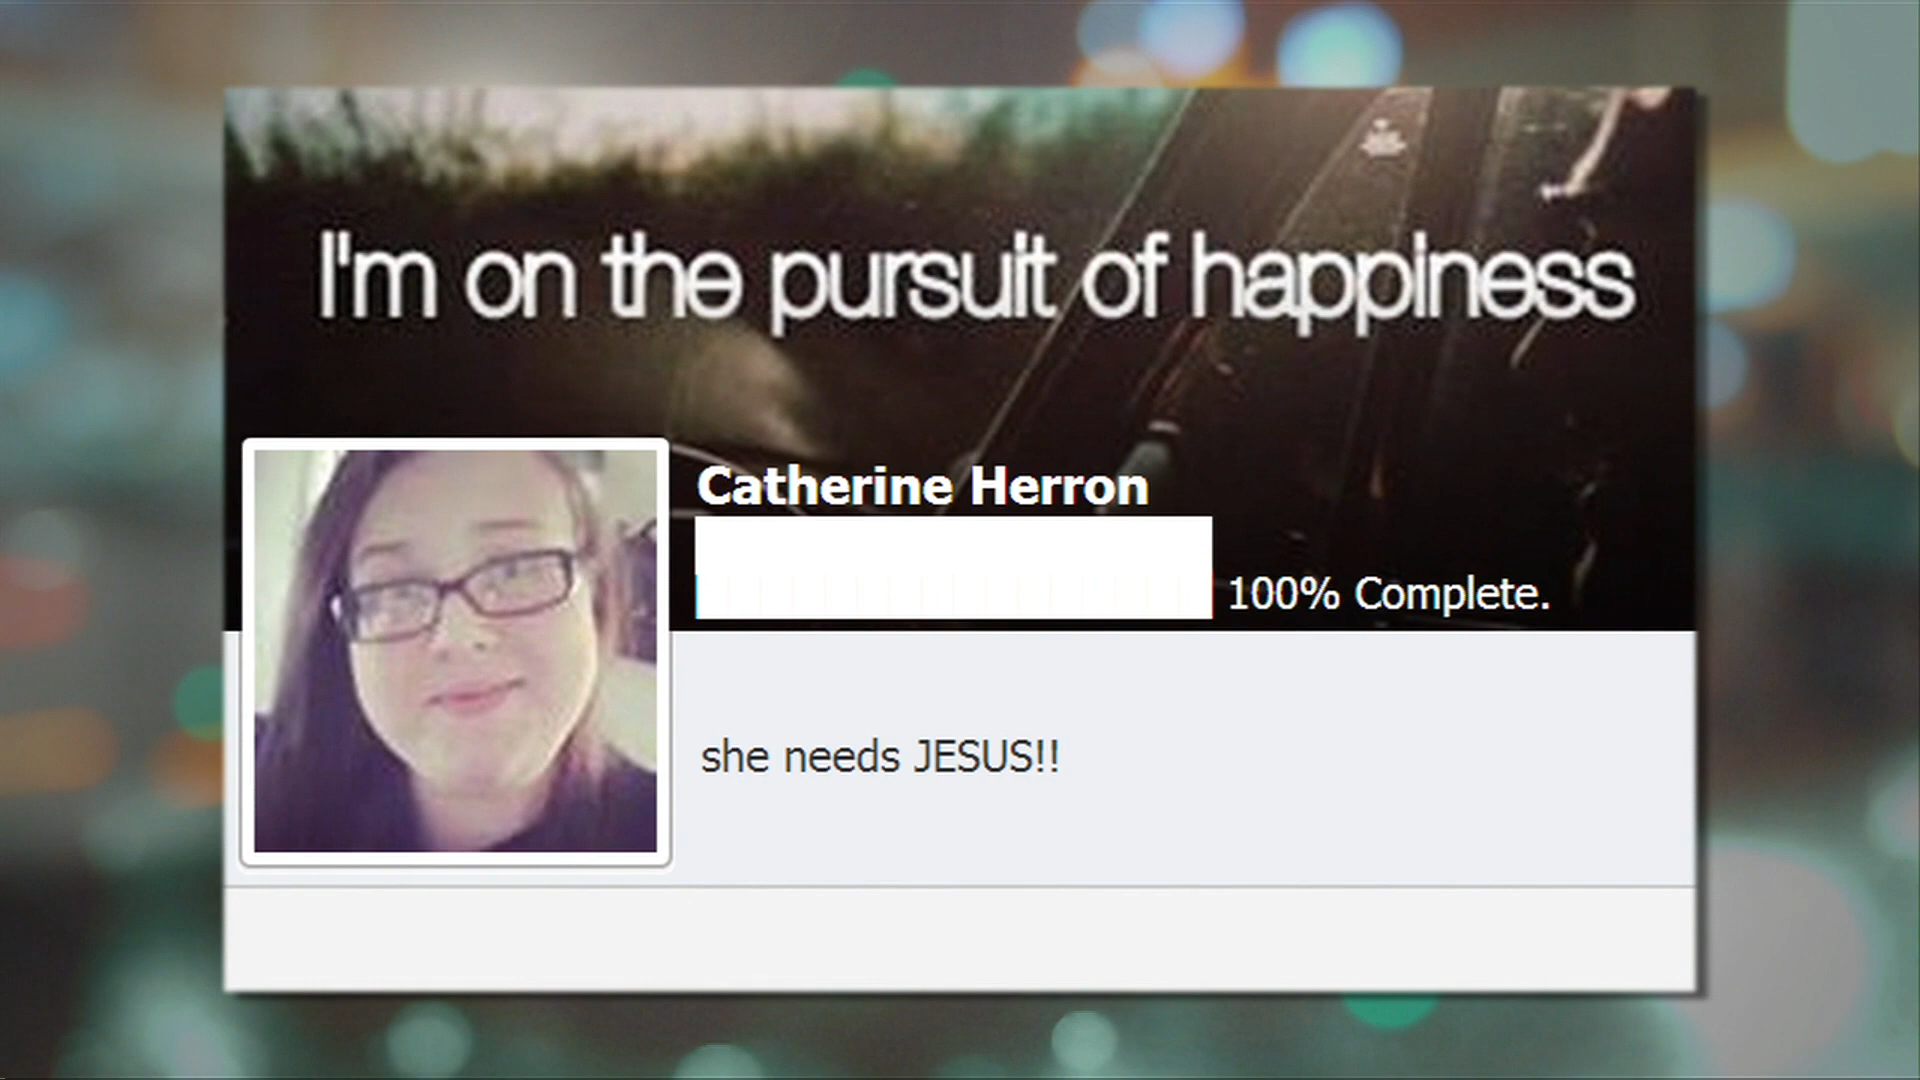 I'm on the pursuit of happiness
Catherine Herron
100% Complete.
she needs JESUS!!